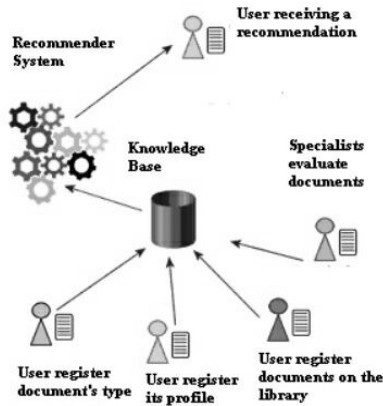 User receiving a
recommendation
Recommender
System
Knowledge
Base
Specialists
evaluate
documents
User register
document's type
User register
its profile
User register
documents on the
library